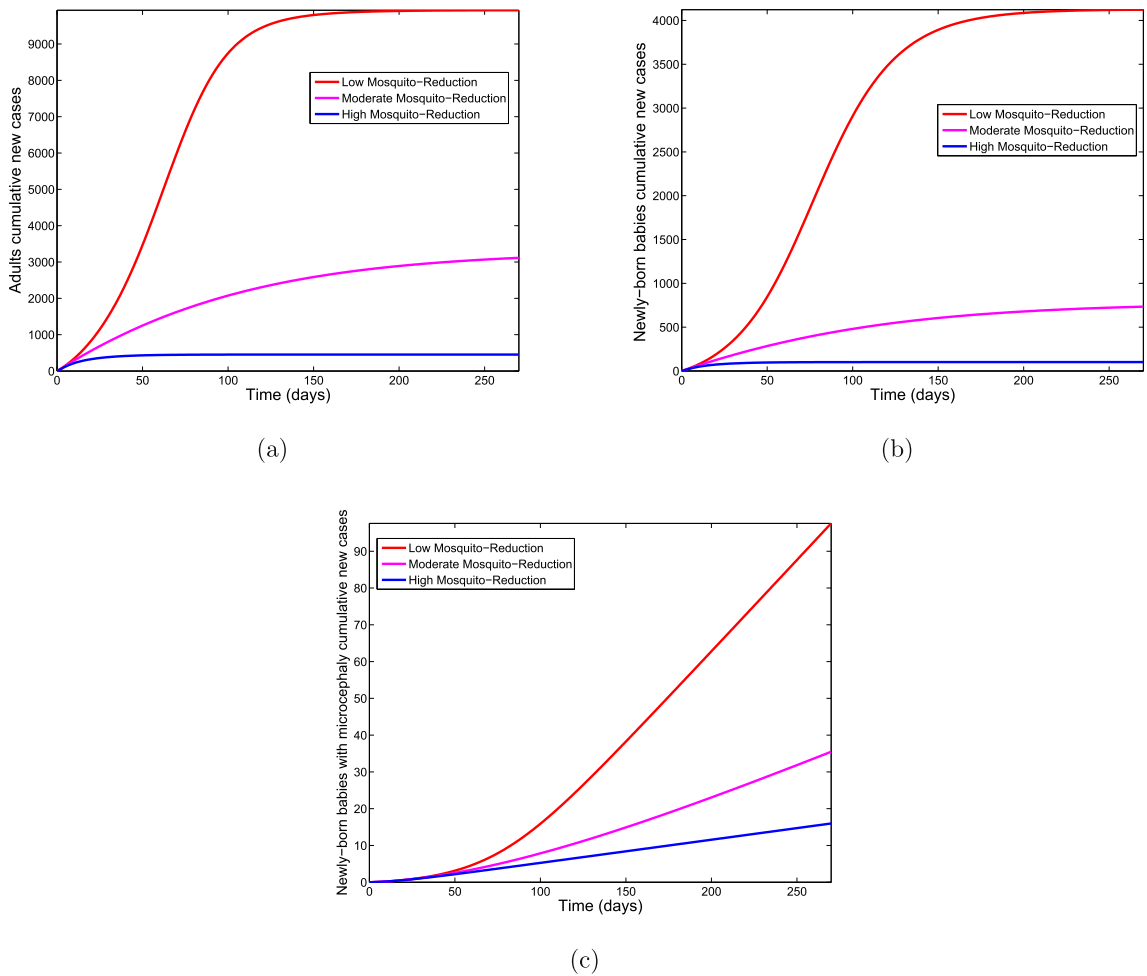 Adults cumulative new cases
9000
8000
7000
6000
5000
4000
3000
2000
1000
0
Low Mosquito−Reduction
Moderate Mosquito−Reduction
High Mosquito−Reduction
0 50 100 150 200 250
Time (days)
(a)
Newly−born babies cumulative new cases
4000
3500
3000
2500
2000
1500
1000
500
0
Low Mosquito−Reduction
Moderate Mosquito−Reduction
High Mosquito−Reduction
0 50 100 150 200 250
Time (days)
(b)
Newly−born babies with microcephaly cumulative new cases
90
80
70
60
50
40
30
20
10
0
Low Mosquito−Reduction
Moderate Mosquito−Reduction
High Mosquito−Reduction
0 50 100 150 200 250
Time (days)
(c)